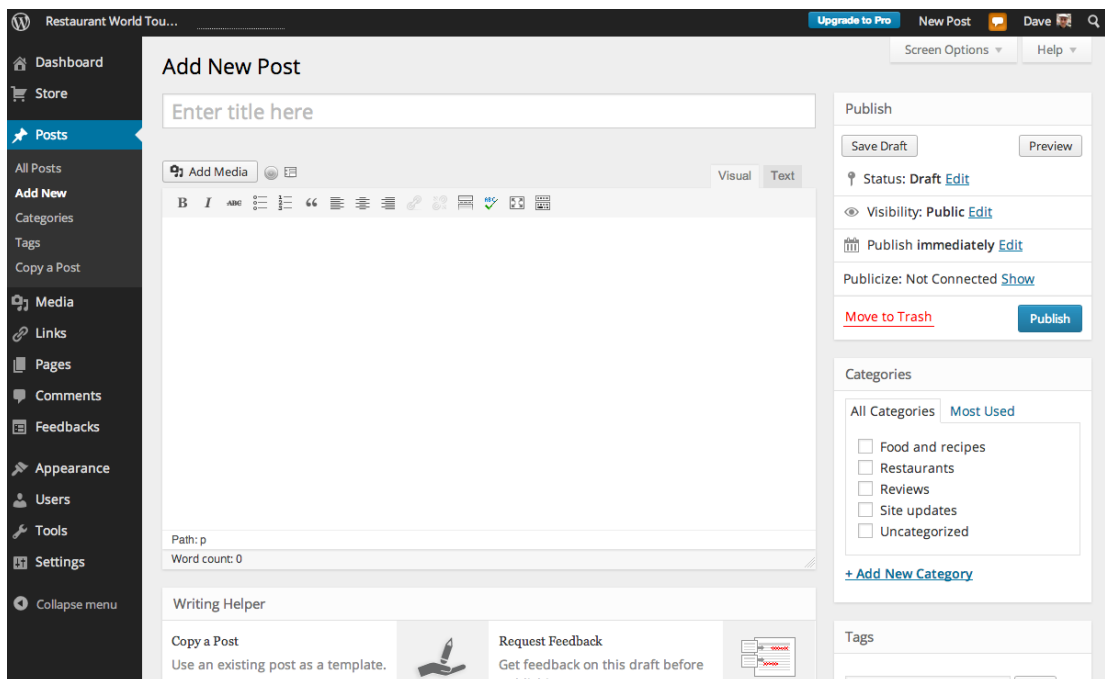 Restaurant World Tou...
Upgrade to Pro
New Post
Dave
Screen Options
Help
Dashboard
Store
Posts
All Posts
Add New
Categories
Tags
Copy a Post
Media
Links
Pages
Comments
Feedbacks
Appearance
Users
Tools
Settings
Collapse menu
Add New Post
Enter title here
Add Media
Visual
Text
B I ABC
ABC
Path: p
Word count: 0
Writing Helper
Copy a Post
Use an existing post as a template.
Request Feedback
Get feedback on this draft before
Publish
Save Draft
Preview
Status: Draft Edit
Visibility: Public Edit
Publish immediately Edit
Publicize: Not Connected Show
Move to Trash
Publish
Categories
All Categories
Most Used
Food and recipes
Restaurants
Reviews
Site updates
Uncategorized
+ Add New Category
Tags